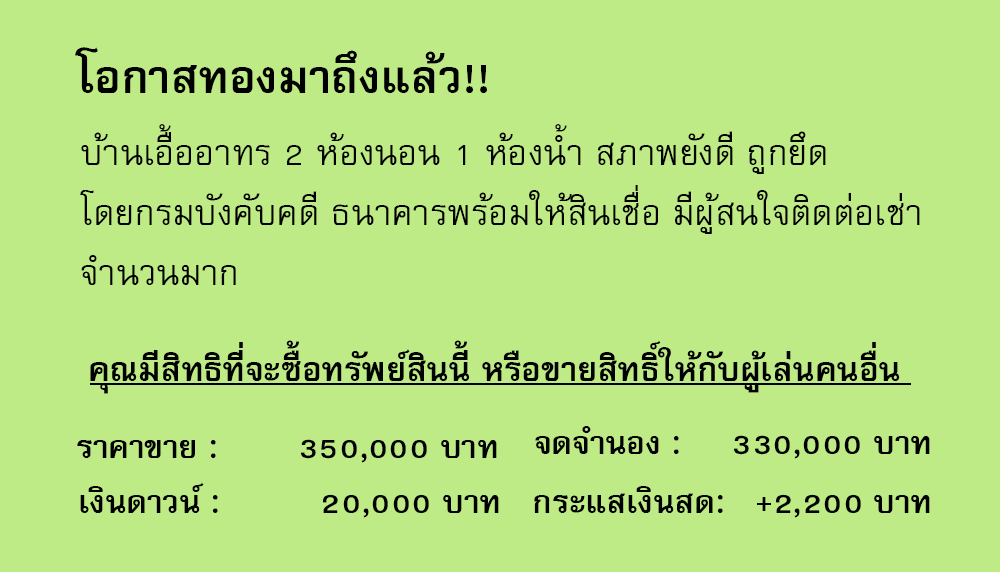 โอกาสทองมาถึงแล้ว!!
บ้านเอื้ออาทร 2 ห้องนอน 1 ห้องน้ำ สภาพยังดี ถูกยึด
โดยกรมบังคับคดี ธนาคารพร้อมให้สินเชื่อ มีผู้สนใจติดต่อเช่า
จำนวนมาก
คุณมีสิทธิที่จะซื้อทรัพย์สินนี้ หรือขายสิทธิ์ให้กับผู้เล่นคนอื่น
ราคาขาย : 350,000 บาท จดจำนอง : 330,000 บาท
เงินดาวน์ : 20,000 บาท กระแสเงินสด: +2,200 บาท